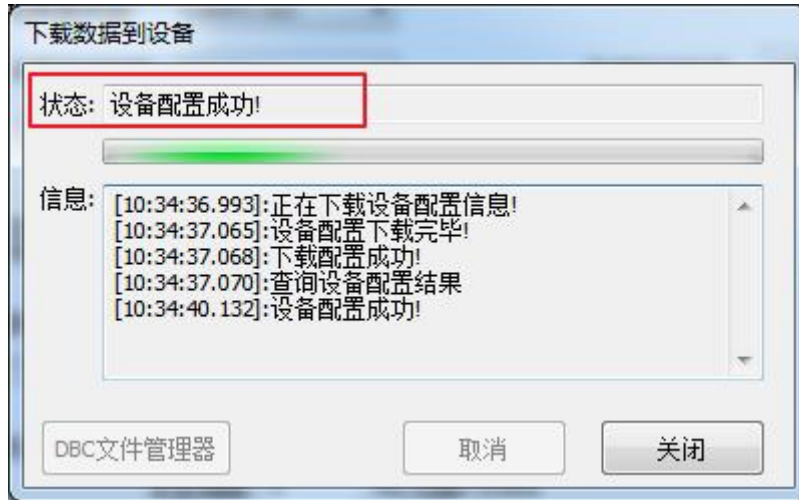 下载数据到设备
状态: 设备配置成功!
信息: [10:34:36.993]:正在下载设备配置信息!
[10:34:37.065]:设备配置下载完毕!
[10:34:37.068]:下载配置成功!
[10:34:37.070]:查询设备配置结果
[10:34:40.132]:设备配置成功!
DBC文件管理器 取消 关闭